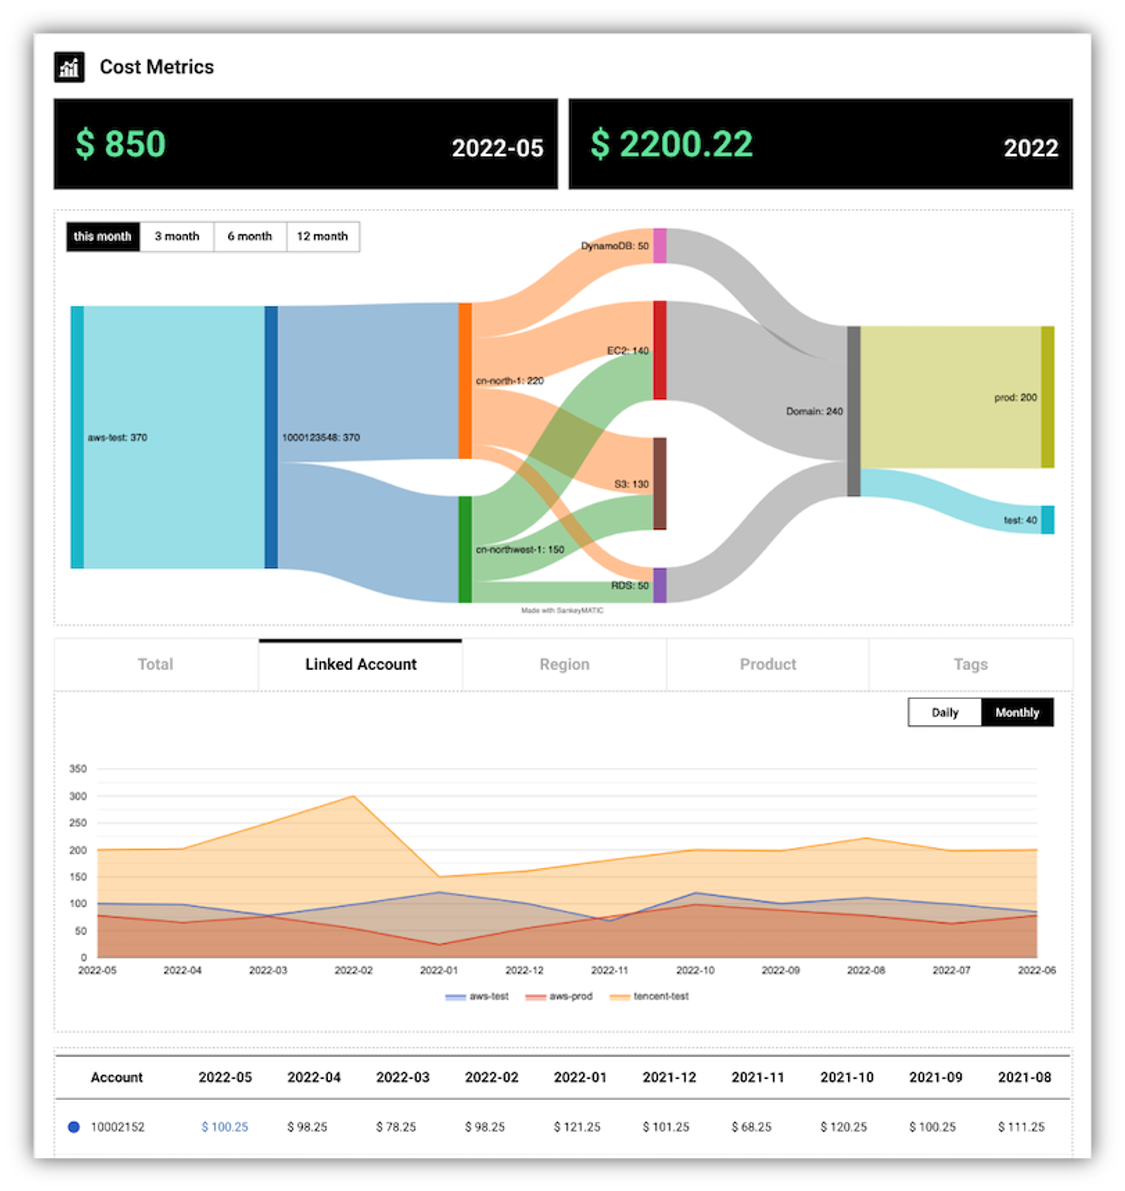 Cost Metrics
$ 850 2022-05 $ 2200.22 2022
this month 3 month 6 month 12 month
DynamoDB: 50
EC2: 140
cn-north-1: 220
prod: 200
Domain: 240
aws-test: 370 1000123548: 370
S3: 130
test: 40
cn-northwest-1: 150
RDS: 50
Made with SankeyMATIC
Total Linked Account Region Product Tags
Daily Monthly
350
300
250
200
150
100
50
0
2022-05 2022-04 2022-03 2022-02 2022-01 2022-12 2022-11 2022-10 2022-09 2022-08 2022-07 2022-06
aws-test aws-prod tencent-test
Account 2022-05 2022-04 2022-03 2022-02 2022-01 2021-12 2021-11 2021-10 2021-09 2021-08
10002152 $ 100.25 $ 98.25 $ 78.25 $ 98.25 $ 121.25 $ 101.25 $ 68.25 $ 120.25 $ 100.25 $ 111.25